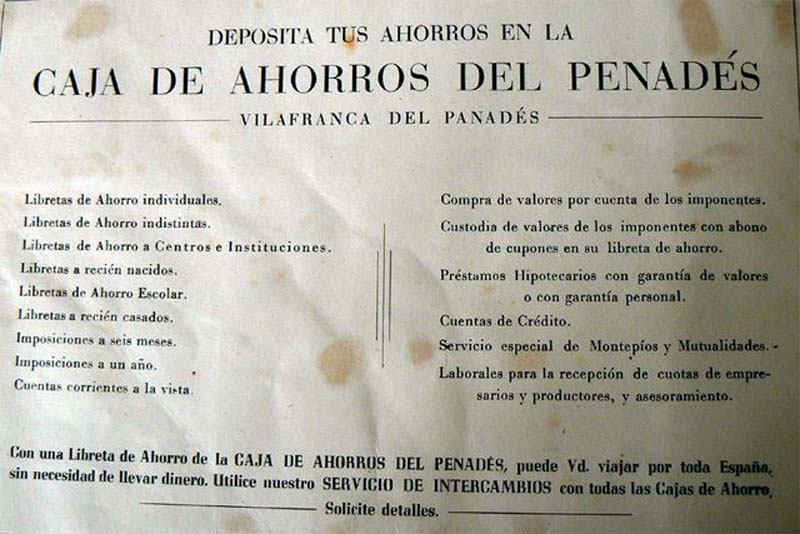 DEPOSITA TUS AHORROS EN LA
CAJA DE AHORROS DEL PENADÉS
VILAFRANCA DEL PANADÉS
Libretas de Ahorro individuales.
Libretas de Ahorro indistintas.
Libretas de Ahorro a Centros e Instituciones.
Libretas a recién nacidos.
Libretas de Ahorro Escolar.
Libretas a recién casados.
Imposiciones a seis meses.
Imposiciones a un año.
Cuentas corrientes a la vista.
Compra de valores por cuenta de los imponentes.
Custodia de valores de los imponentes con abono
de cupones en su libreta de ahorro.
Préstamos Hipotecarios con garantía de valores
o con garantía personal.
Cuentas de Crédito.
Servicio especial de Montepíos y Mutualidades. -
Laborales para la recepción de cuotas de empre-
sarios y productores, y asesoramiento.
Con una Libreta de Ahorro de la CAJA DE AHORROS DEL PENADÉS, puede Vd. viajar por toda España,
sin necesidad de llevar dinero. Utilice nuestro SERVICIO DE INTERCAMBIOS con todas las Cajas de Ahorro.
Solicite detalles.